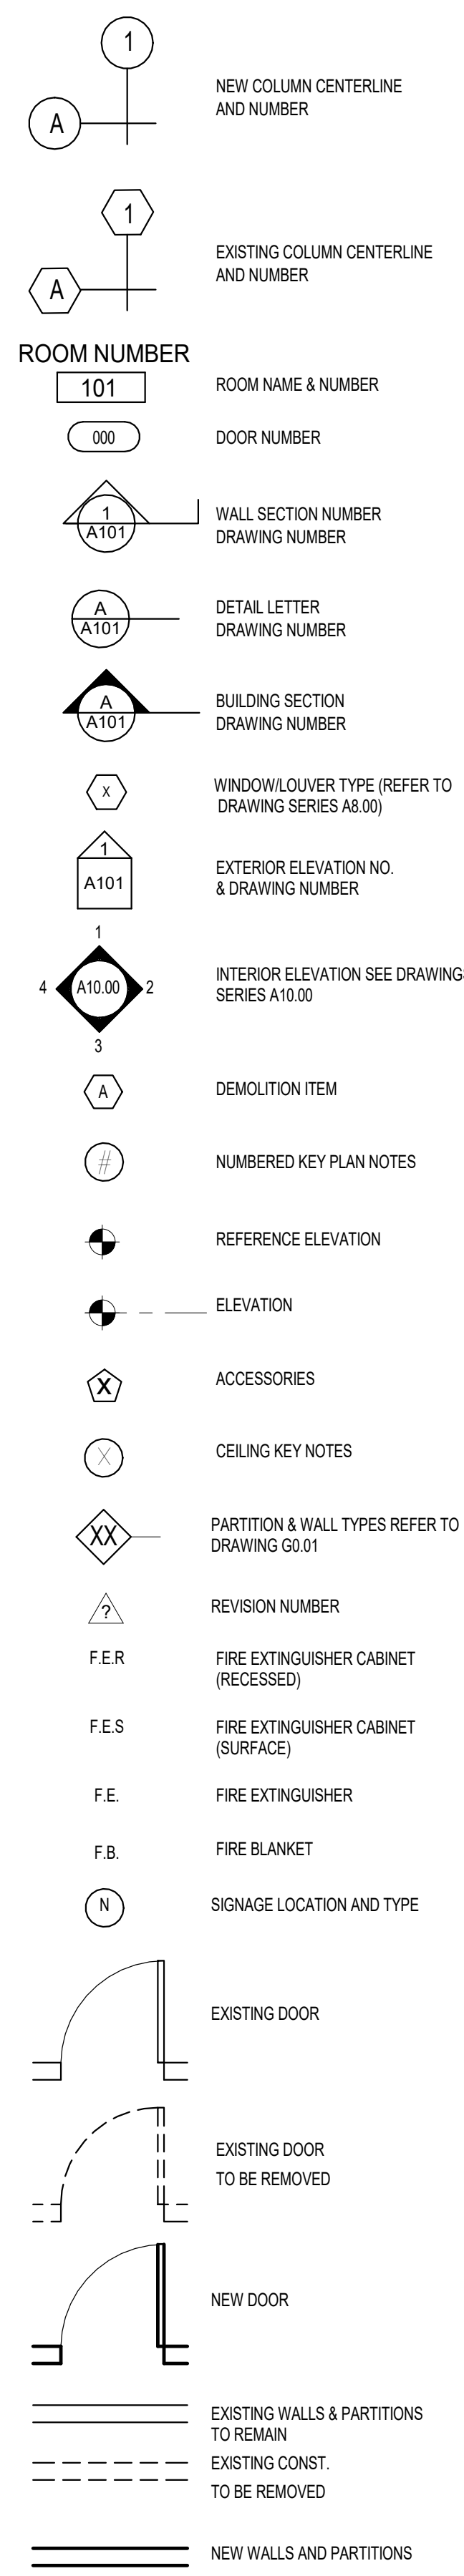 1
A
NEW COLUMN CENTERLINE
AND NUMBER
1
A
EXISTING COLUMN CENTERLINE
AND NUMBER
ROOM NUMBER
101
ROOM NAME & NUMBER
000
DOOR NUMBER
1
A101
WALL SECTION NUMBER
DRAWING NUMBER
A
A101
DETAIL LETTER
DRAWING NUMBER
A
A101
BUILDING SECTION
DRAWING NUMBER
X
WINDOW/LOUVER TYPE (REFER TO
DRAWING SERIES A8.00)
1
A101
EXTERIOR ELEVATION NO.
& DRAWING NUMBER
1
4
A10.00
2
3
INTERIOR ELEVATION SEE DRAWINGS
SERIES A10.00
A
DEMOLITION ITEM
#
NUMBERED KEY PLAN NOTES
REFERENCE ELEVATION
ELEVATION
X
ACCESSORIES
X
CEILING KEY NOTES
XX
PARTITION & WALL TYPES REFER TO
DRAWING G0.01
?
REVISION NUMBER
F.E.R
FIRE EXTINGUISHER CABINET
(RECESSED)
F.E.S
FIRE EXTINGUISHER CABINET
(SURFACE)
F.E.
FIRE EXTINGUISHER
F.B.
FIRE BLANKET
N
SIGNAGE LOCATION AND TYPE
EXISTING DOOR
EXISTING DOOR
TO BE REMOVED
NEW DOOR
EXISTING WALLS & PARTITIONS
TO REMAIN
EXISTING CONST.
TO BE REMOVED
NEW WALLS AND PARTITIONS